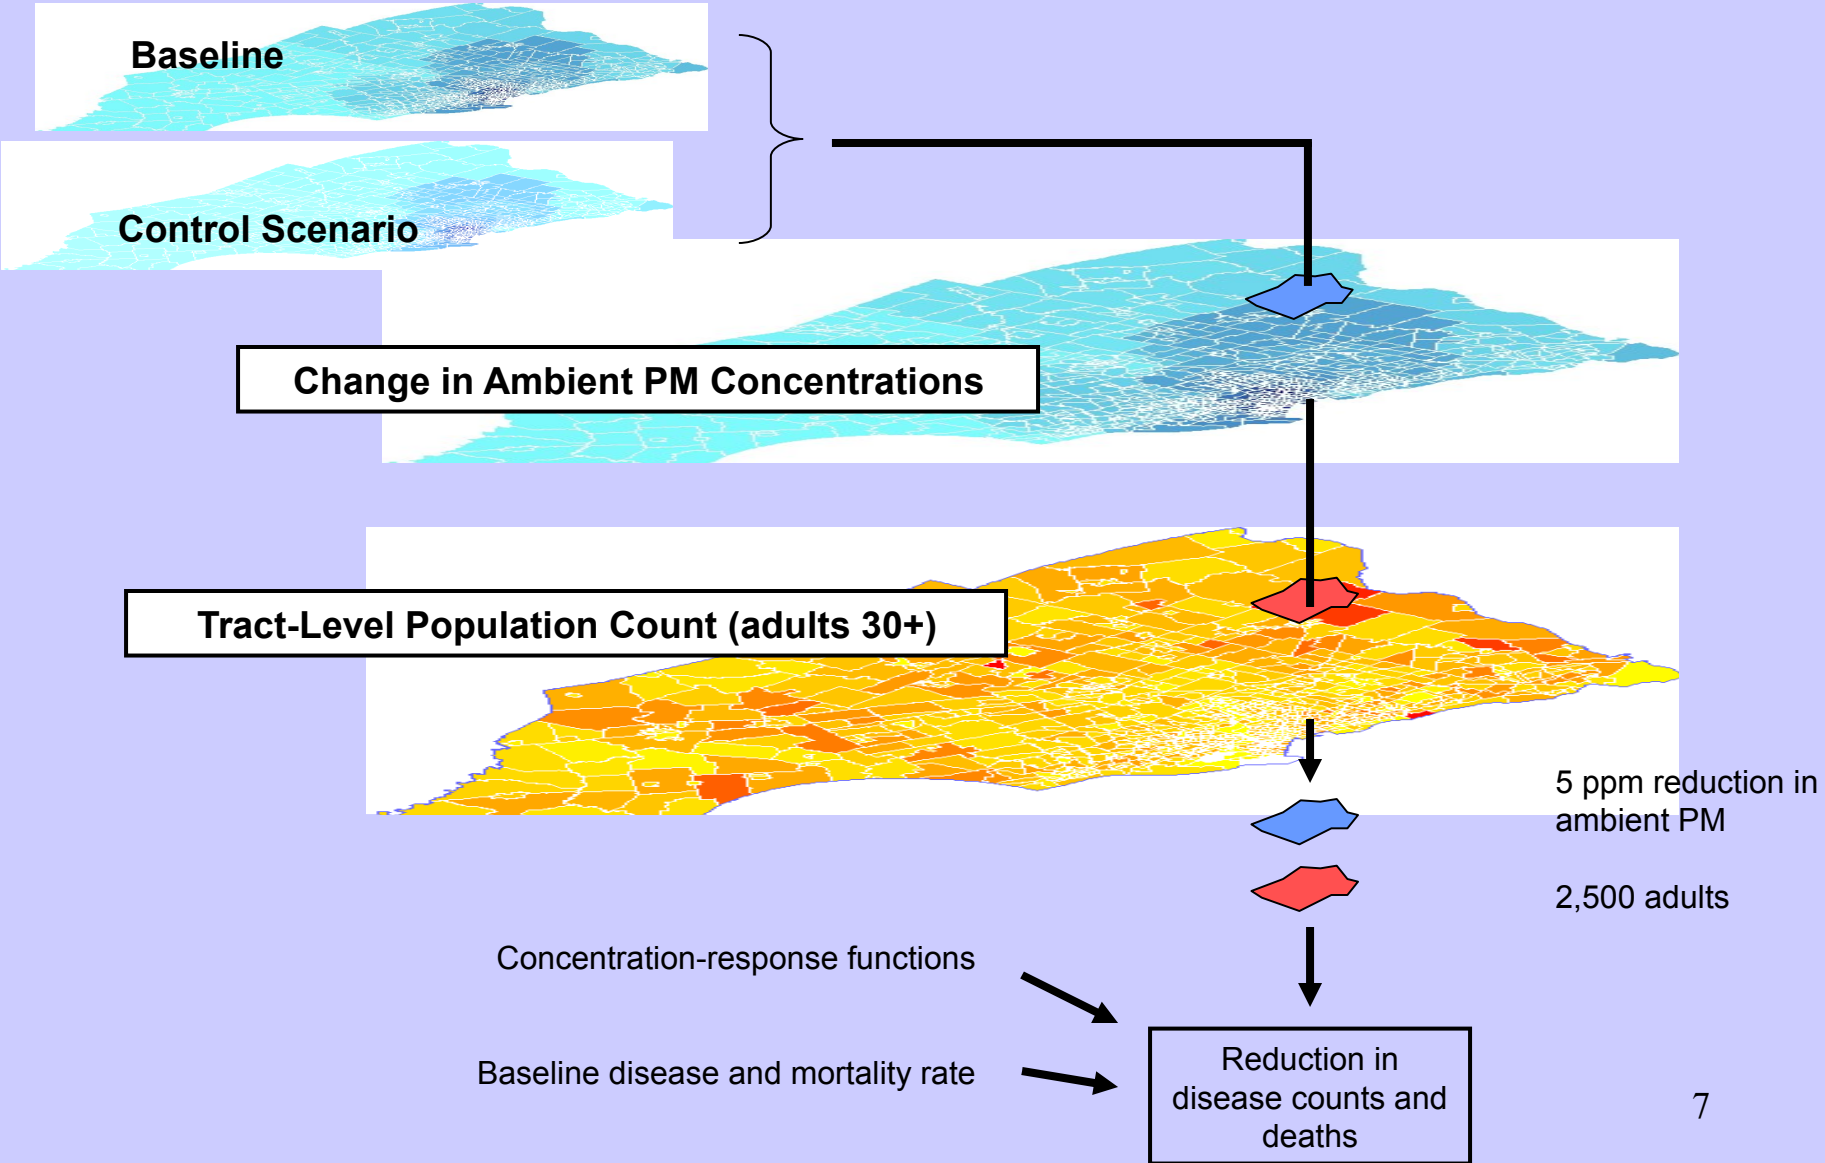 Baseline
Control Scenario
Change in Ambient PM Concentrations
Tract-Level Population Count (adults 30+)
5 ppm reduction in
ambient PM
2,500 adults
Concentration-response functions
Baseline disease and mortality rate
Reduction in
disease counts and
deaths
7